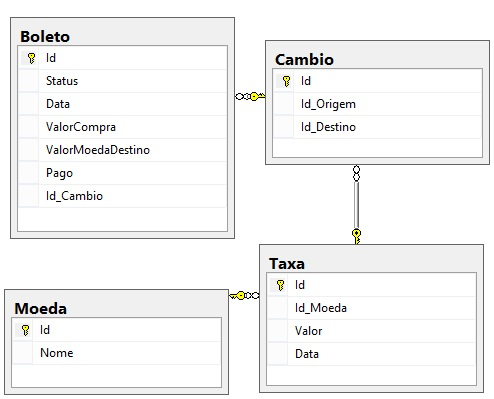 Boleto
Id
Status
Data
ValorCompra
ValorMoedaDestino
Pago
Id_Cambio
Cambio
Id
Id_Origem
Id_Destino
Taxa
Id
Id_Moeda
Valor
Data
Moeda
Id
Nome